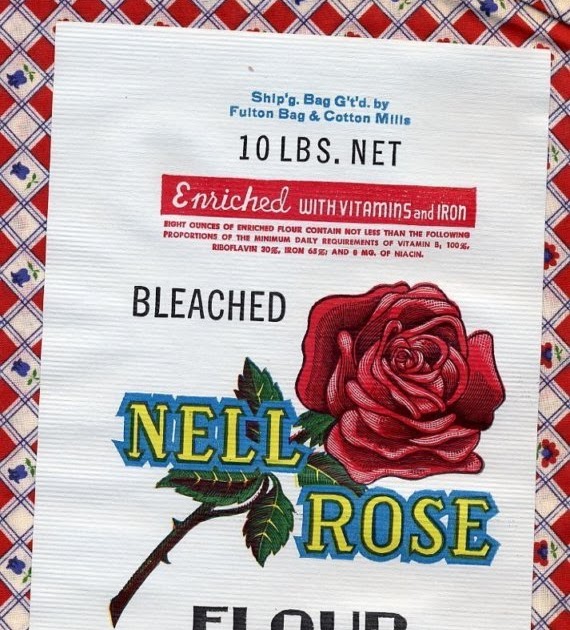 Ship'g. Bag G't'd. by
Fulton Bag & Cotton Mills
10 LBS. NET
Enriched WITH VITAMINS and IRON
EIGHT OUNCES OF ENRICHED FLOUR CONTAIN NOT LESS THAN THE FOLLOWING
PROPORTIONS OF THE MINIMUM DAILY REQUIREMENTS OF VITAMIN B, 100%,
RIBOFLAVIN 30%, IRON 65%; AND 8 MG. OF NIACIN.
BLEACHED
NELL
ROSE
FLOUR